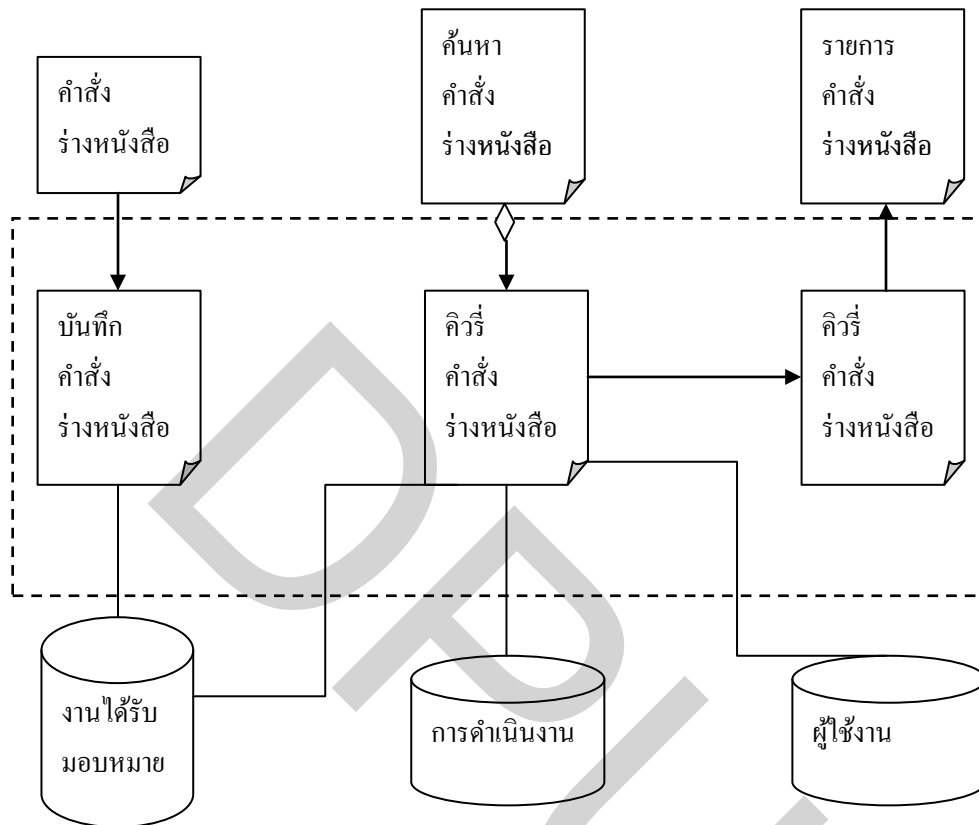 คำสั่ง
ร่างหนังสือ
ค้นหา
คำสั่ง
ร่างหนังสือ
รายการ
คำสั่ง
ร่างหนังสือ
บันทึก
คำสั่ง
ร่างหนังสือ
คิวรี่
คำสั่ง
ร่างหนังสือ
คิวรี่
คำสั่ง
ร่างหนังสือ
งานได้รับ
มอบหมาย
การดำเนินงาน
ผู้ใช้งาน